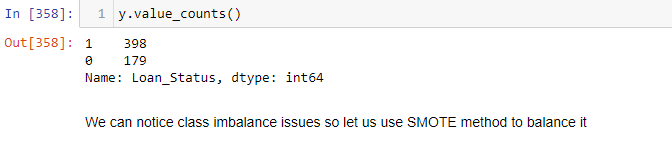 In [358]: 1 y.value_counts()
Out[358]: 1 398
0 179
Name: Loan_Status, dtype: int64
We can notice class imbalance issues so let us use SMOTE method to balance it